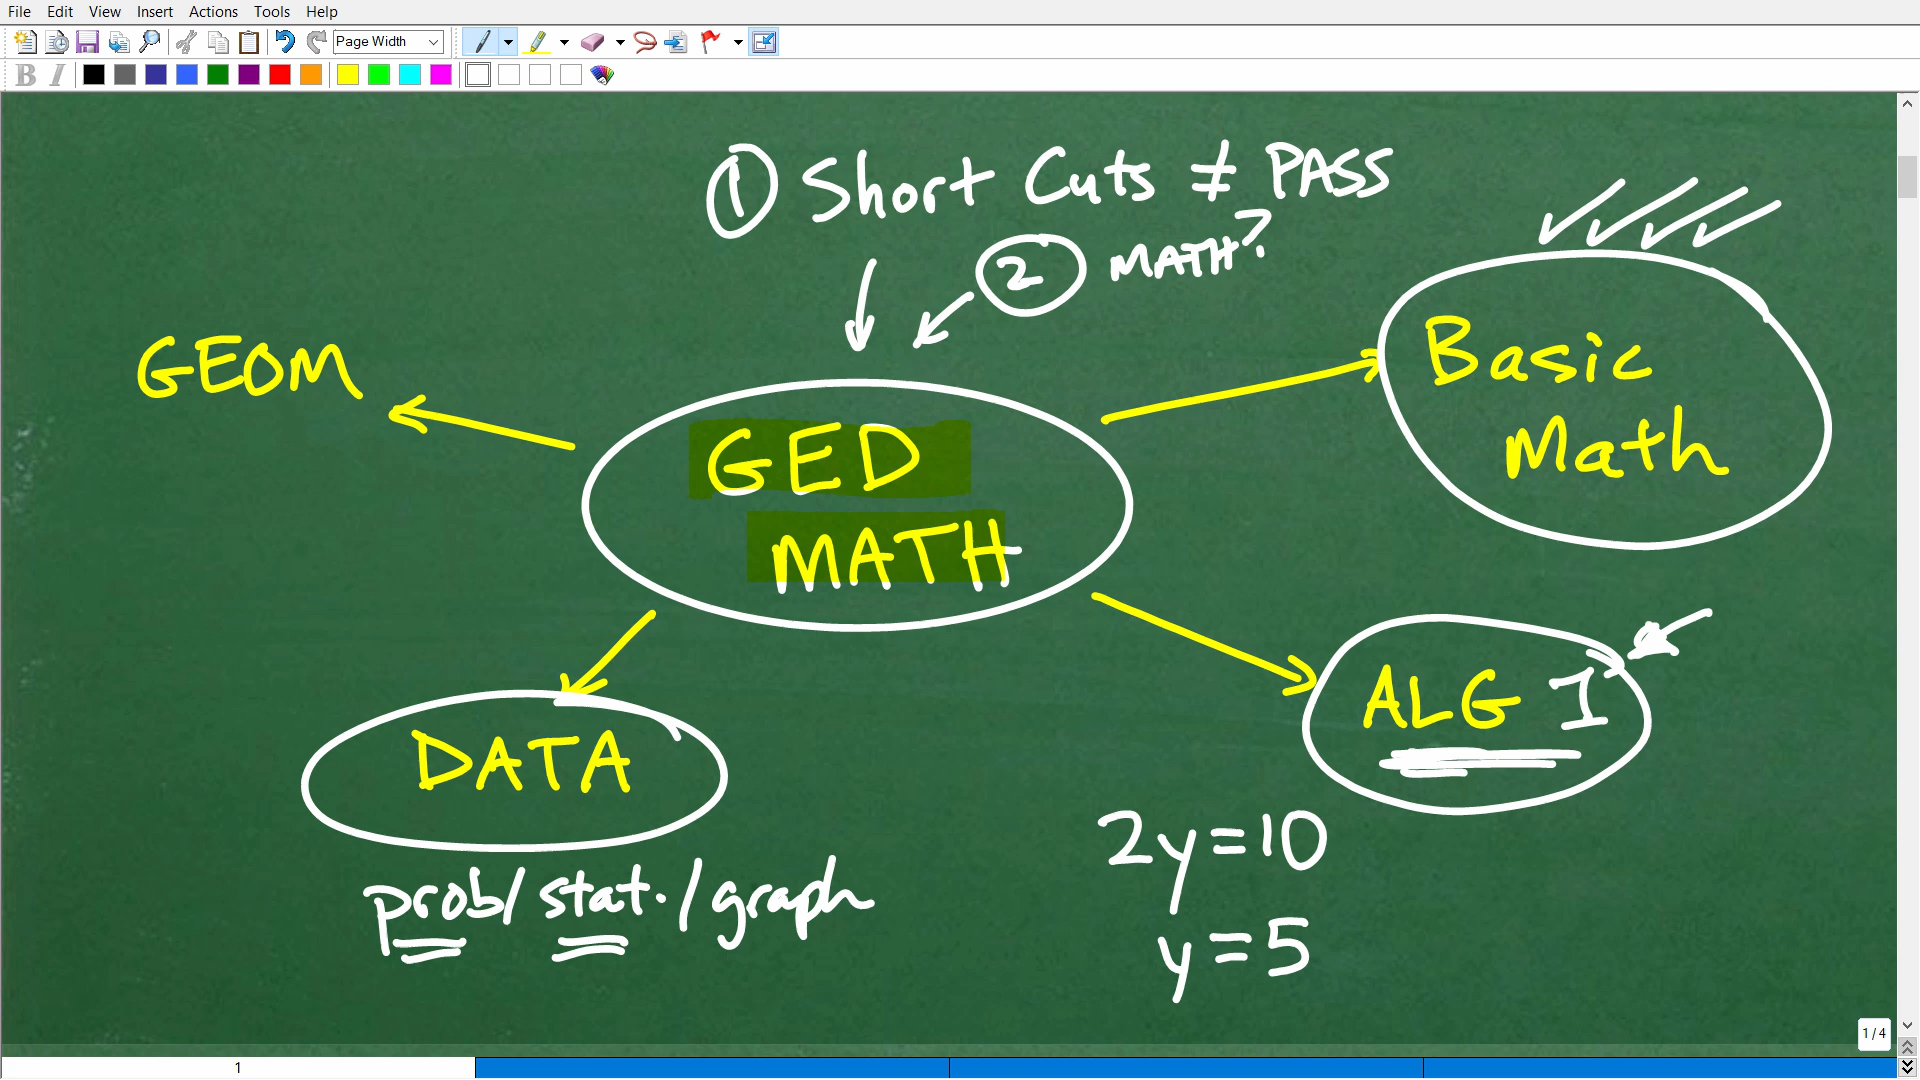 File Edit View Insert Actions Tools Help
Page Width
B I
① Short Cuts ≠ PASS
② MATH?
GEOM
Basic
Math
GED
MATH
ALG I
DATA
2y=10
prob/stat./graph
y=5
1 / 4
1